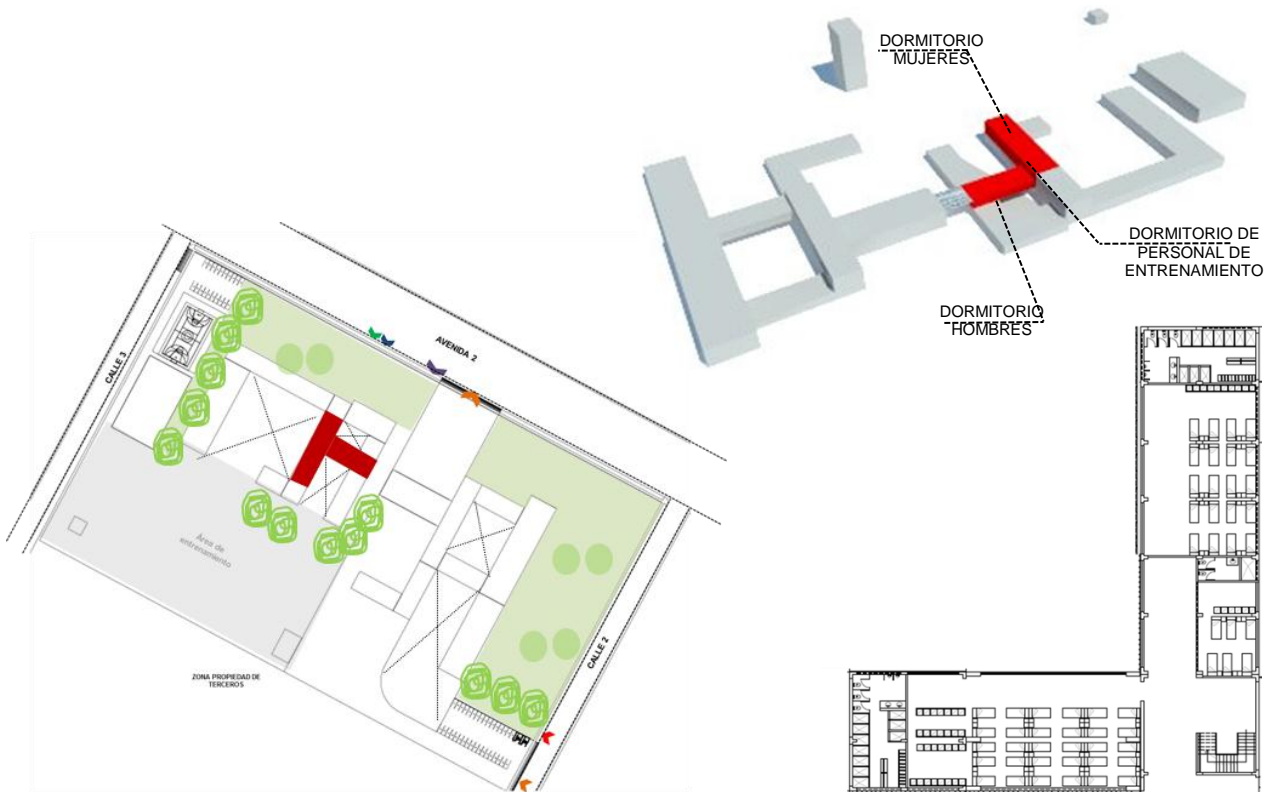 DORMITORIO
MUJERES
DORMITORIO DE
PERSONAL DE
ENTRENAMIENTO
DORMITORIO
HOMBRES
AVENIDA 2
CALLE 3
Área de
entrenamiento
CALLE 2
ZONA PROPIEDAD DE
TERCEROS